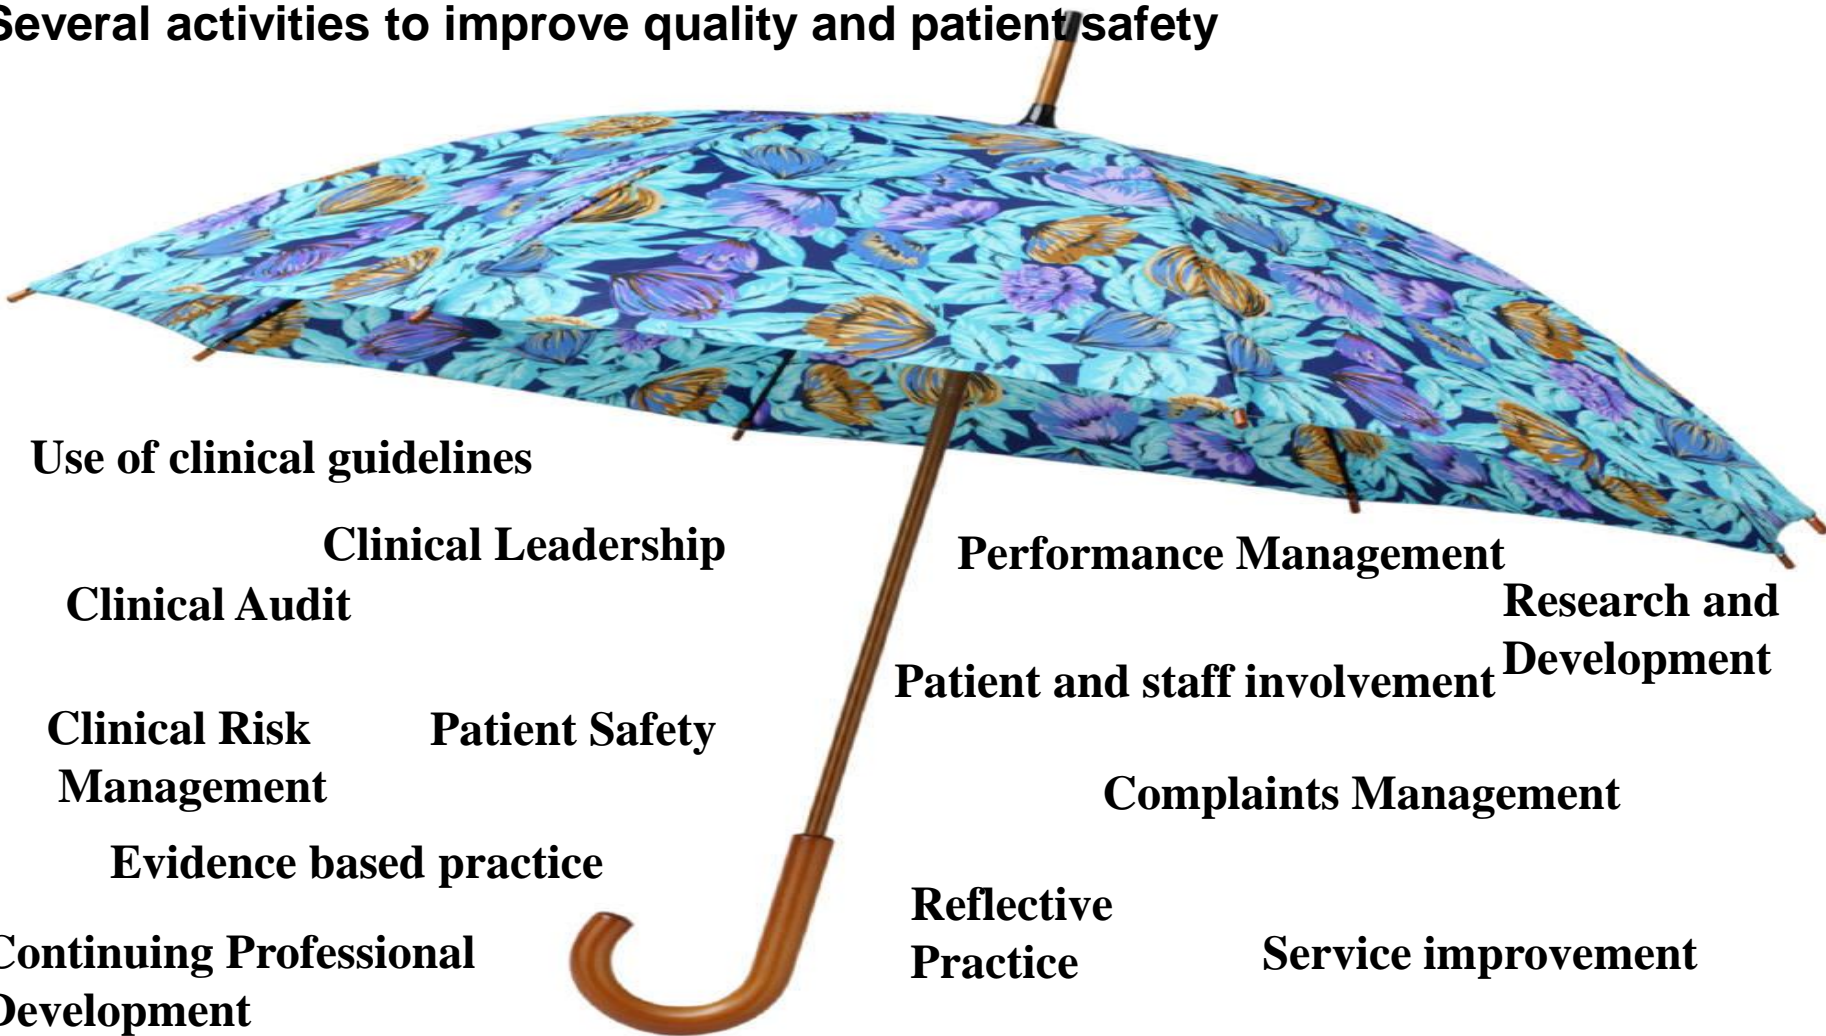 Several activities to improve quality and patient safety
Use of clinical guidelines
Clinical Leadership
Clinical Audit
Clinical Risk
Management
Patient Safety
Evidence based practice
Continuing Professional
Development
Performance Management
Research and
Development
Patient and staff involvement
Complaints Management
Reflective
Practice
Service improvement